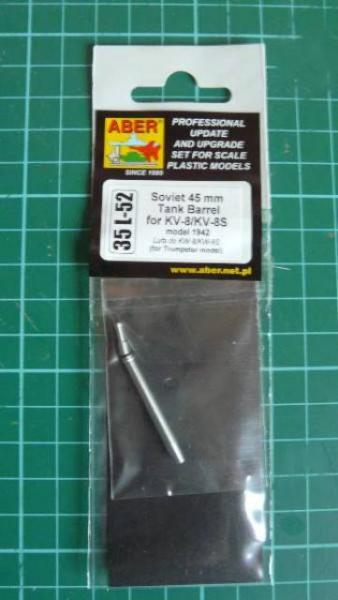 ABER
SINCE 1995
PROFESSIONAL
UPDATE
AND UPGRADE
SET FOR SCALE
PLASTIC MODELS
35 L-52
Soviet 45 mm
Tank Barrel
for KV-8/KV-8S
model 1942
Lufa do KW-8/KW-8S
(for Trumpeter model)
www.aber.net.pl